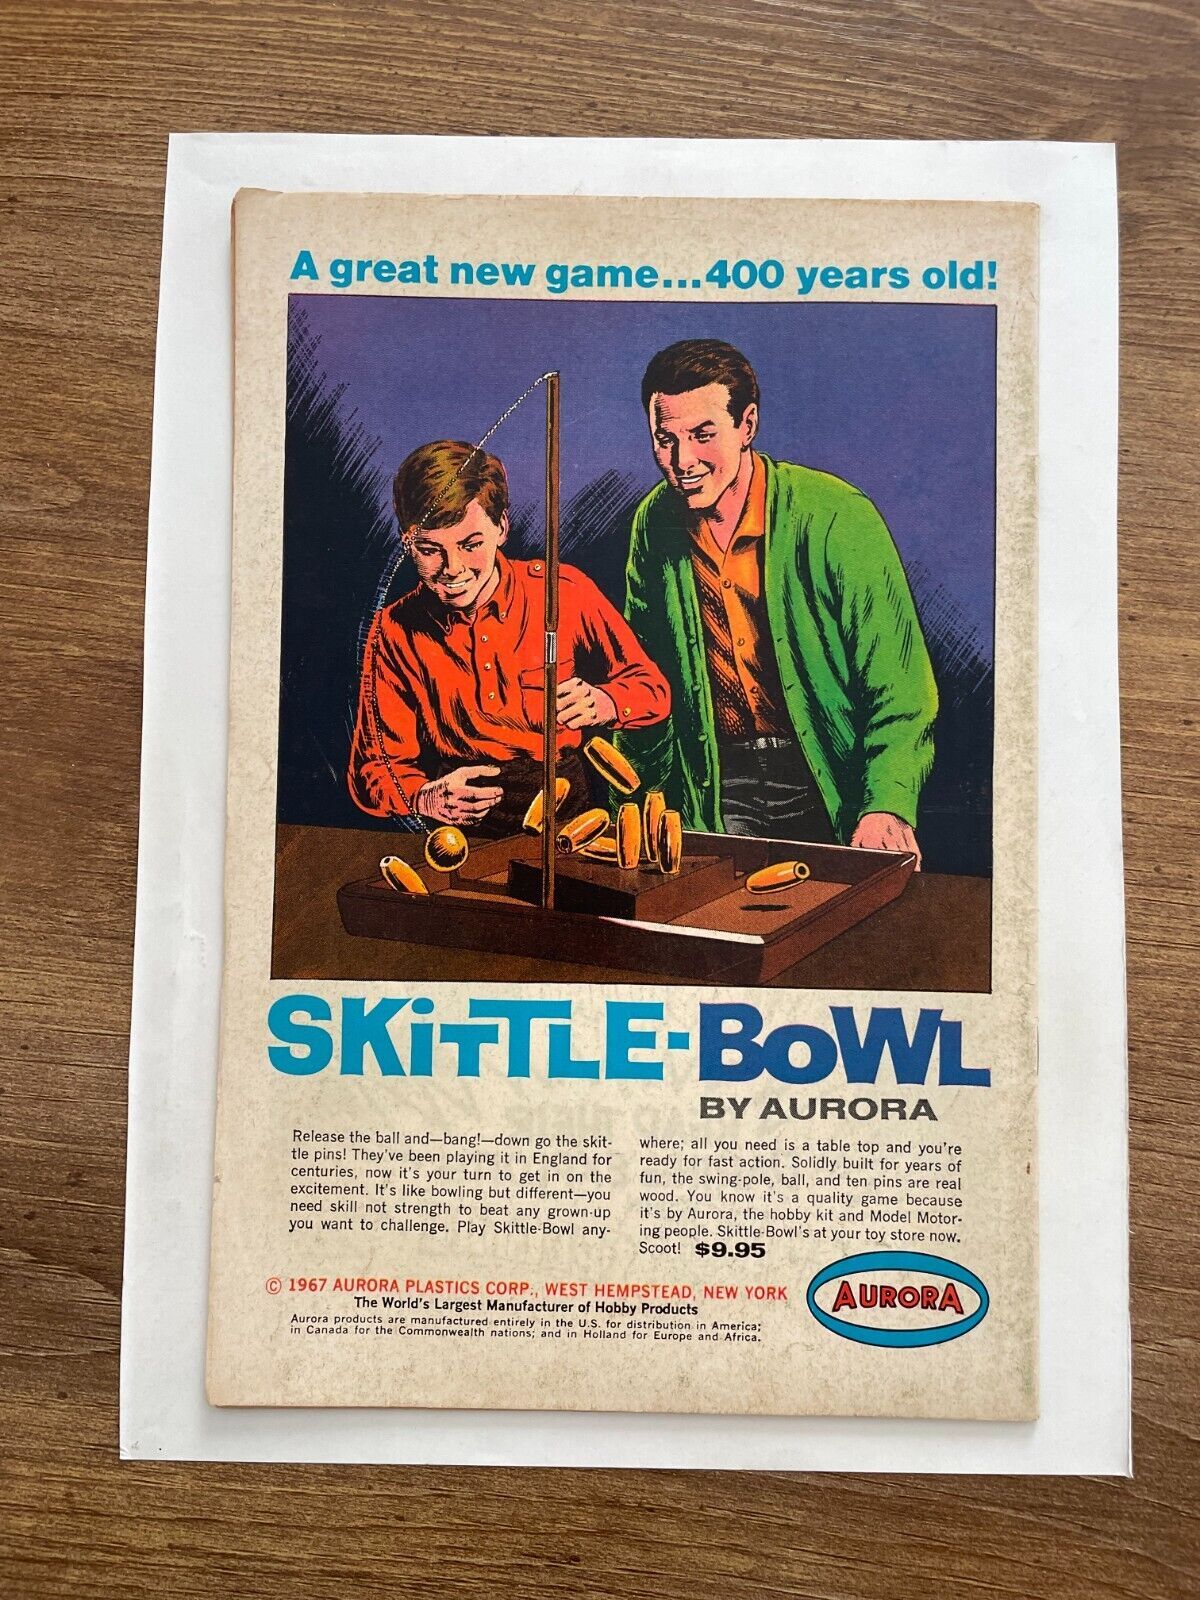 A great new game...400 years old!
SKiTTLE-BoWL
BY AURORA
Release the ball and—bang!—down go the skit-
tle pins! They've been playing it in England for
centuries, now it's your turn to get in on the
excitement. It's like bowling but different—you
need skill not strength to beat any grown-up
you want to challenge. Play Skittle-Bowl any-
where; all you need is a table top and you're
ready for fast action. Solidly built for years of
fun, the swing-pole, ball, and ten pins are real
wood. You know it's a quality game because
it's by Aurora, the hobby kit and Model Motor-
ing people. Skittle-Bowl's at your toy store now.
Scoot! $9.95
© 1967 AURORA PLASTICS CORP., WEST HEMPSTEAD, NEW YORK
The World's Largest Manufacturer of Hobby Products
Aurora products are manufactured entirely in the U.S. for distribution in America;
in Canada for the Commonwealth nations; and in Holland for Europe and Africa.
AURORA